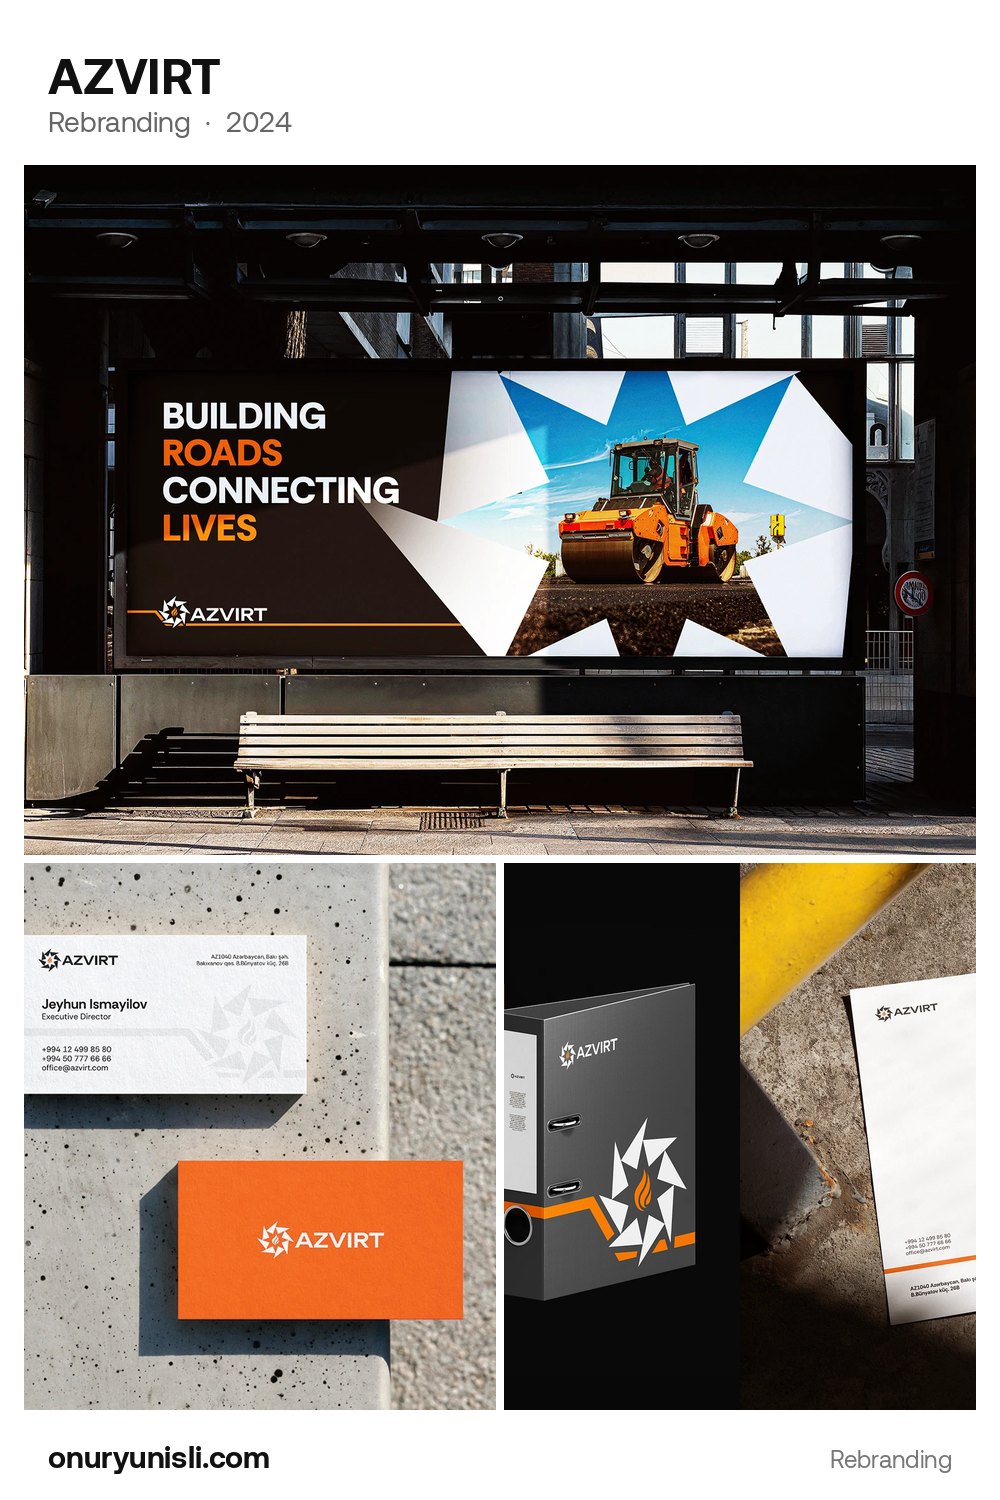 AZVIRT
Rebranding · 2024
BUILDING
ROADS
CONNECTING
LIVES
AZVIRT
AZVIRT
AZ1040 Azərbaycan, Bakı şəh.
Bakıxanov qəs. B.Bünyatov küç. 26B
Jeyhun Ismayilov
Executive Director
+994 12 499 85 80
+994 50 777 66 66
office@azvirt.com
AZVIRT
AZVIRT
AZVIRT
+994 12 499 85 80
+994 50 777 66 66
office@azvirt.com
AZ1040 Azərbaycan, Bakı
B.Bünyatov küç. 26B
onuryunisli.com
Rebranding